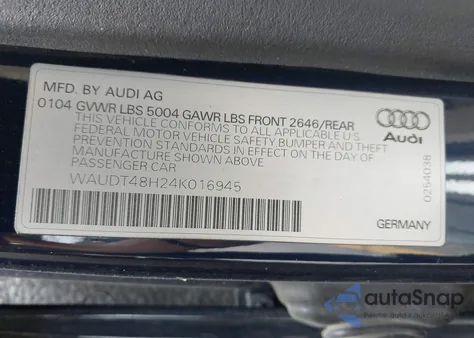 MFD. BY AUDI AG
0104 GVWR LBS 5004 GAWR LBS FRONT 2646/REAR
THIS VEHICLE CONFORMS TO ALL APPLICABLE U.S.
FEDERAL MOTOR VEHICLE SAFETY BUMPER AND THEFT
PREVENTION STANDARDS IN EFFECT ON THE DATE OF
MANUFACTURE SHOWN ABOVE
PASSENGER CAR
WAUDT48H24K016945
Audi
0254038
GERMANY
autoSnap